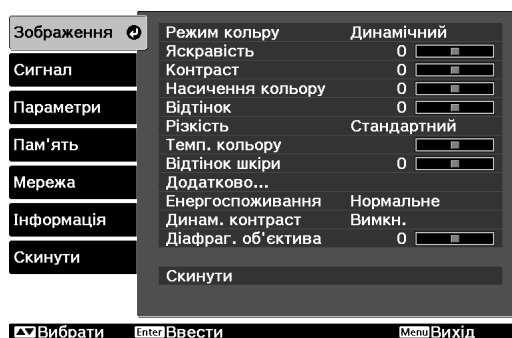 Зображення
Сигнал
Параметри
Пам'ять
Мережа
Інформація
Скинути
Режим кольру Динамічний
Яскравість 0
Контраст 0
Насичення кольору 0
Відтінок 0
Різкість Стандартний
Темп. кольору
Відтінок шкіри 0
Додатково...
Енергоспоживання Нормальне
Динам. контраст Вимкн.
Діафраг. об'єктива 0
Скинути
Вибрати Enter Ввести Menu Вихід